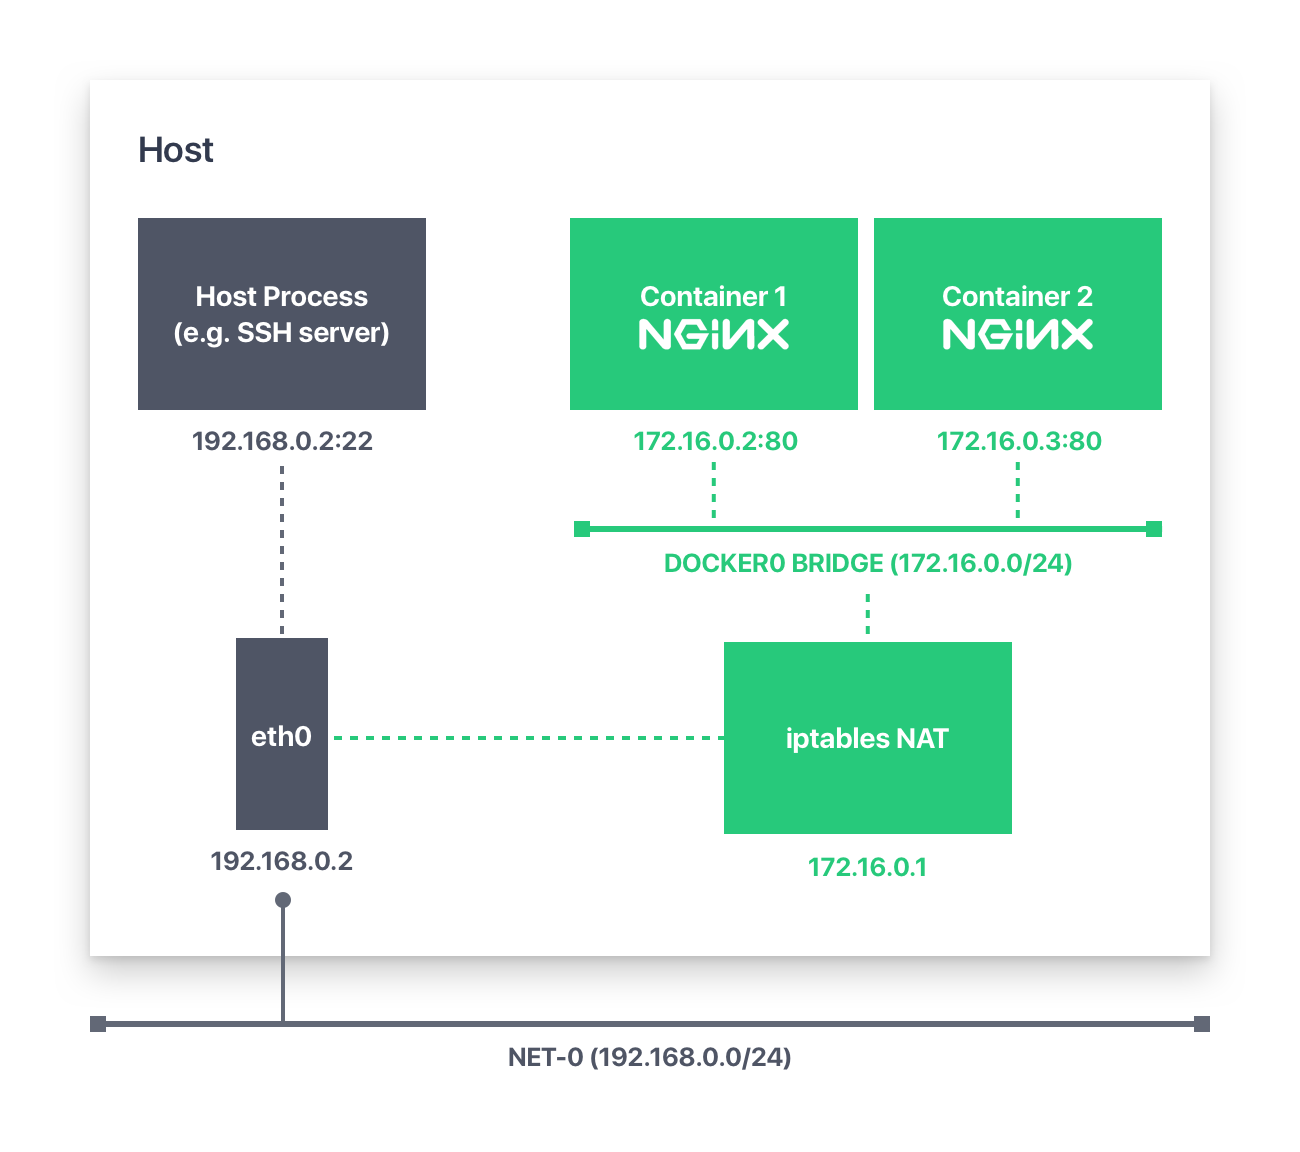 Host
Host Process
(e.g. SSH server)
192.168.0.2:22
Container 1
NGINX
172.16.0.2:80
Container 2
NGINX
172.16.0.3:80
DOCKER0 BRIDGE (172.16.0.0/24)
eth0
192.168.0.2
iptables NAT
172.16.0.1
NET-0 (192.168.0.0/24)